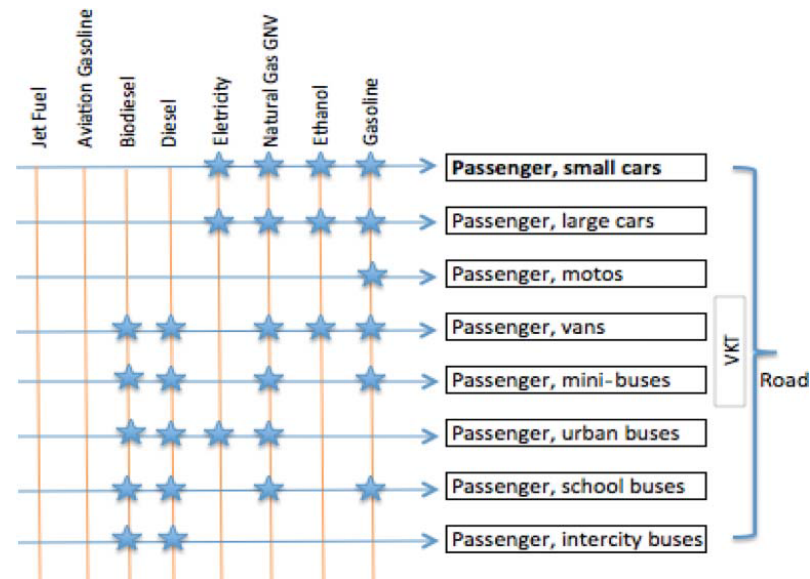 Jet Fuel
Aviation Gasoline
Biodiesel
Diesel
Eletricity
Natural Gas GNV
Ethanol
Gasoline
Passenger, small cars
Passenger, large cars
Passenger, motos
Passenger, vans
Passenger, mini-buses
Passenger, urban buses
Passenger, school buses
Passenger, intercity buses
VKT
Road